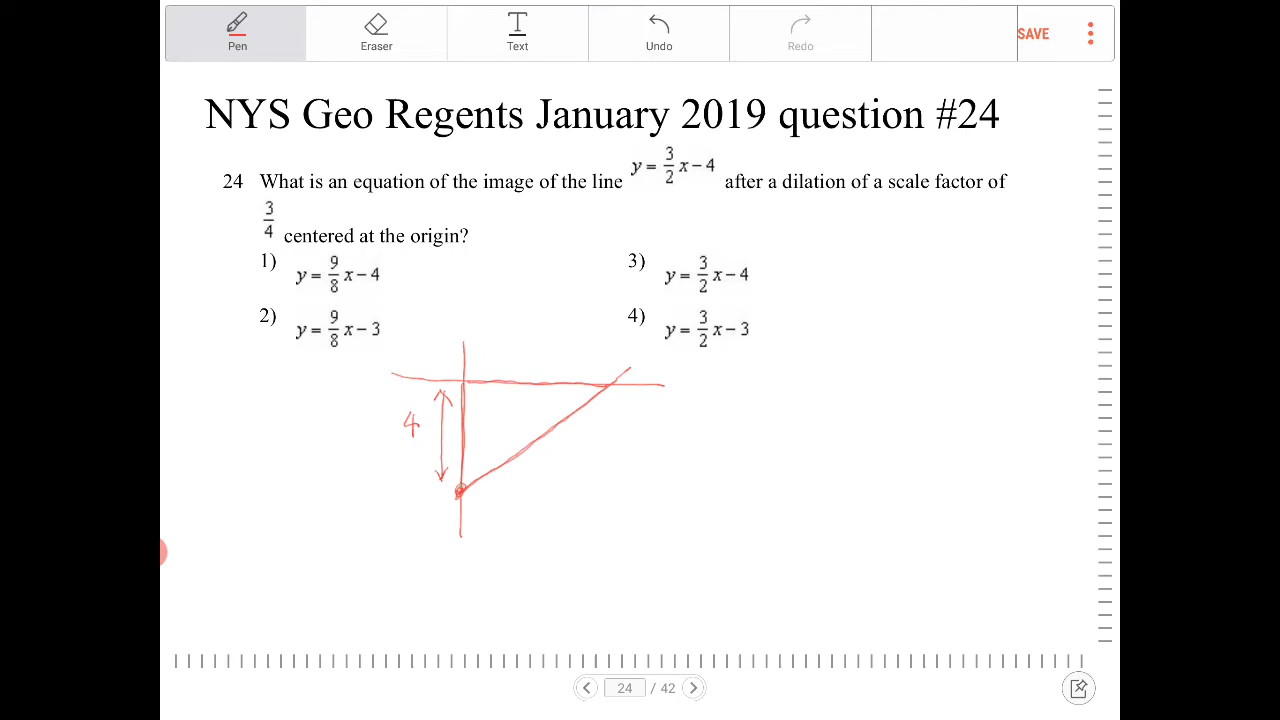 Pen Eraser Text Undo Redo SAVE
NYS Geo Regents January 2019 question #24
24 What is an equation of the image of the line y = 3/2 x − 4 after a dilation of a scale factor of
3/4 centered at the origin?
1) y = 9/8 x − 4
3) y = 3/2 x − 4
2) y = 9/8 x − 3
4) y = 3/2 x − 3
4
24 / 42